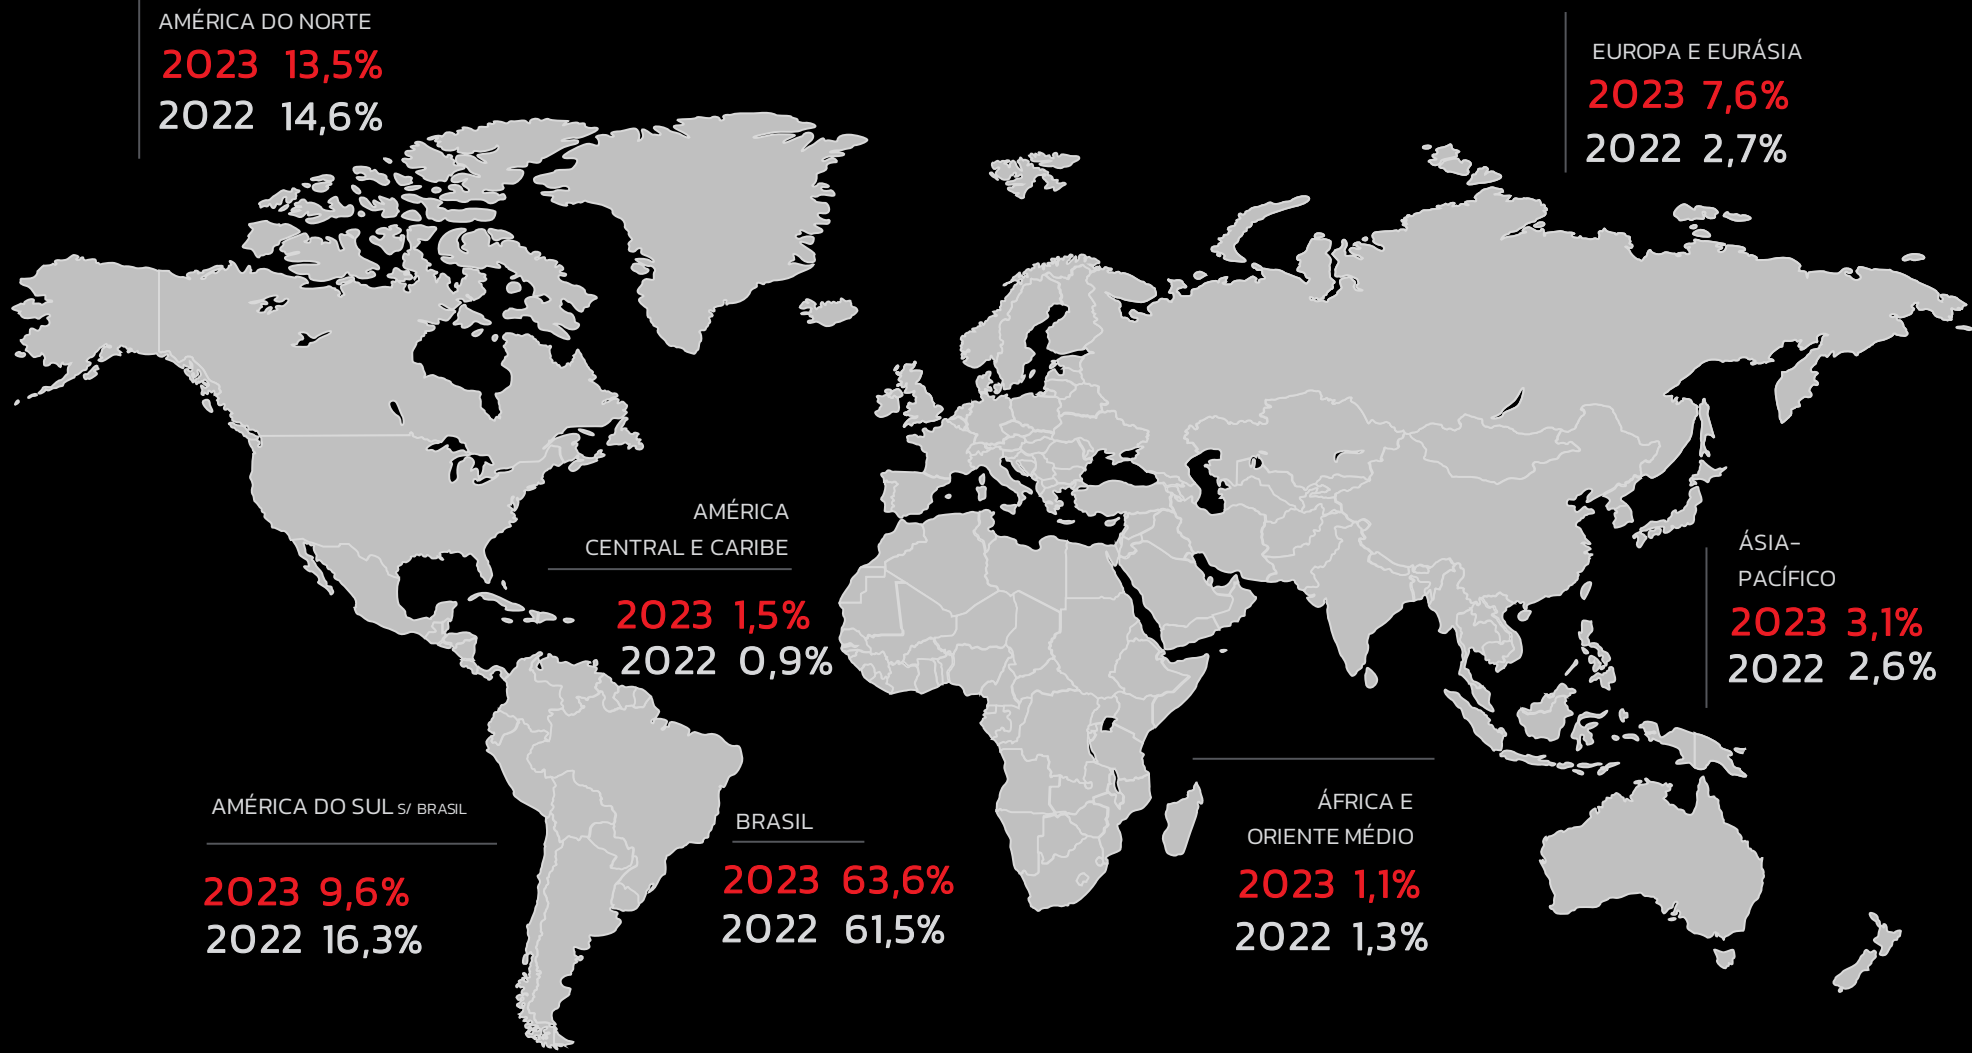 AMÉRICA DO NORTE
2023 13,5%
2022 14,6%
EUROPA E EURÁSIA
2023 7,6%
2022 2,7%
AMÉRICA
CENTRAL E CARIBE
2023 1,5%
2022 0,9%
ÁSIA-
PACÍFICO
2023 3,1%
2022 2,6%
AMÉRICA DO SUL S/ BRASIL
2023 9,6%
2022 16,3%
BRASIL
2023 63,6%
2022 61,5%
ÁFRICA E
ORIENTE MÉDIO
2023 1,1%
2022 1,3%